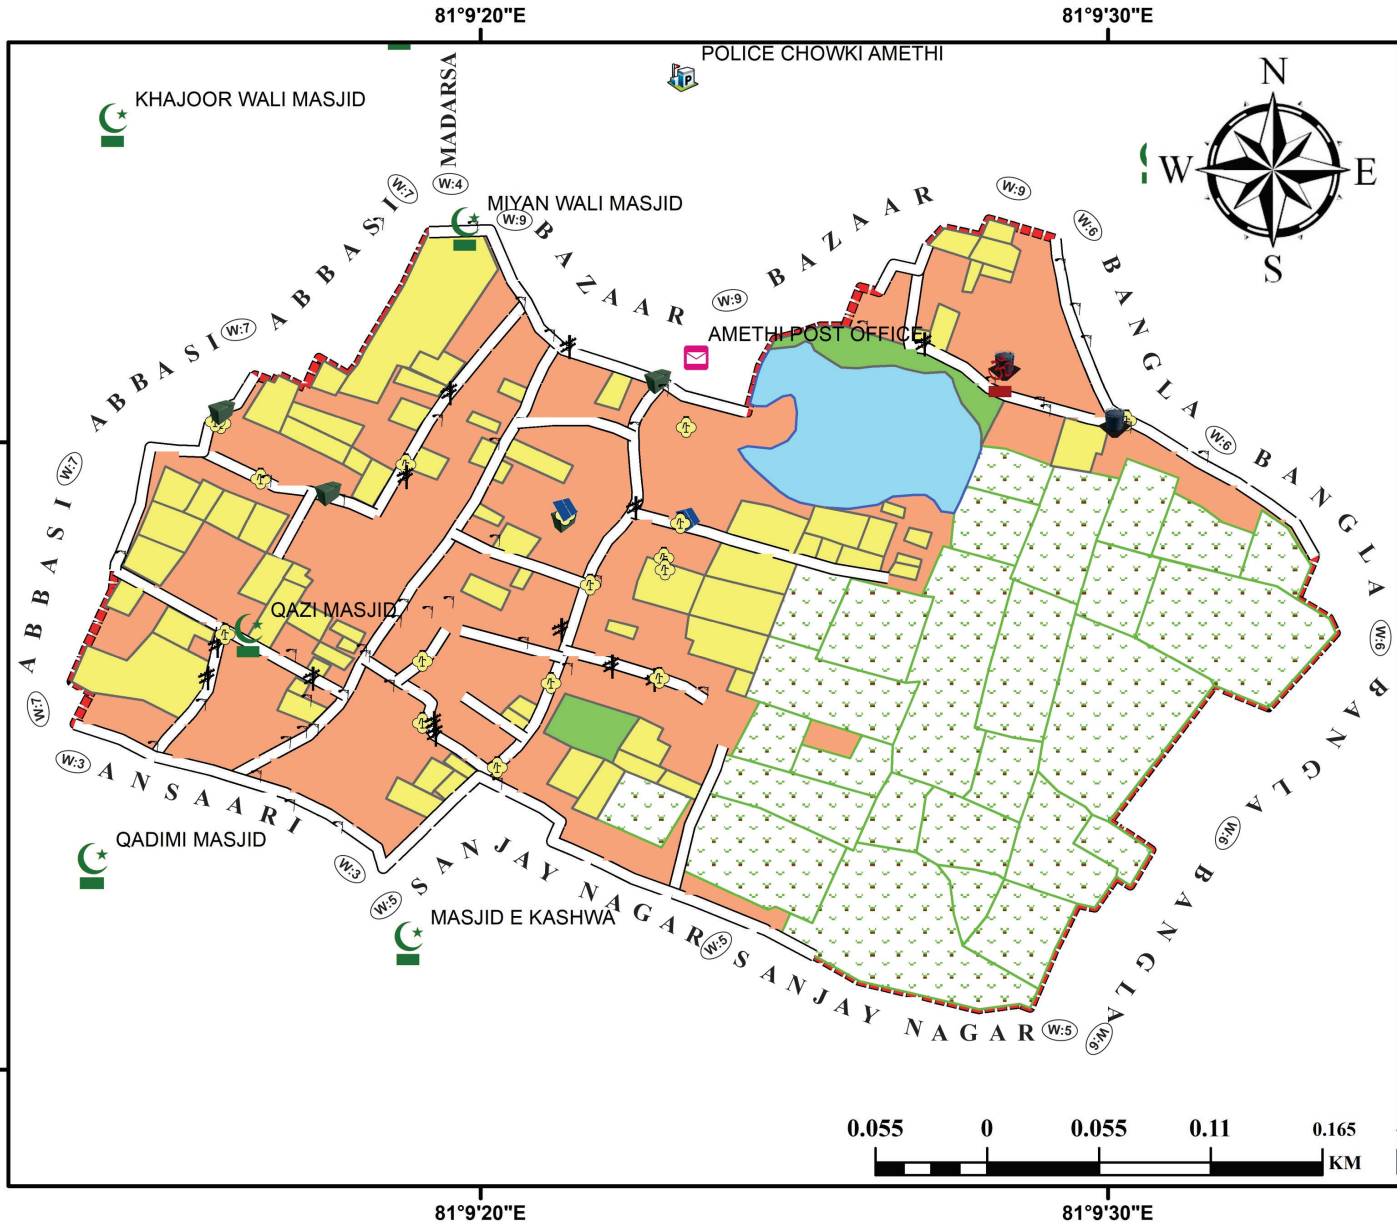 81°9'20"E
81°9'30"E
POLICE CHOWKI AMETHI
KHAJOOR WALI MASJID
MADARSA
N
W
E
S
W:7
W:4
MIYAN WALI MASJID
W:9
BAZAAR
BAZAAR
W:9
W:6
W:9
ABBASI
ABBASI
W:7
ABBASI
W:7
ABBASI
W:7
AMETHI POST OFFICE
BANGLA
W:6
BANGLA
W:6
BANGLA
W:6
BANGLA
W:6
QAZI MASJID
W:3
ANSAARI
W:3
QADIMI MASJID
W:5
SANJAY NAGAR
MASJID E KASHWA
W:5
SANJAY NAGAR
W:5
0.055
0
0.055
0.11
0.165
KM
81°9'20"E
81°9'30"E